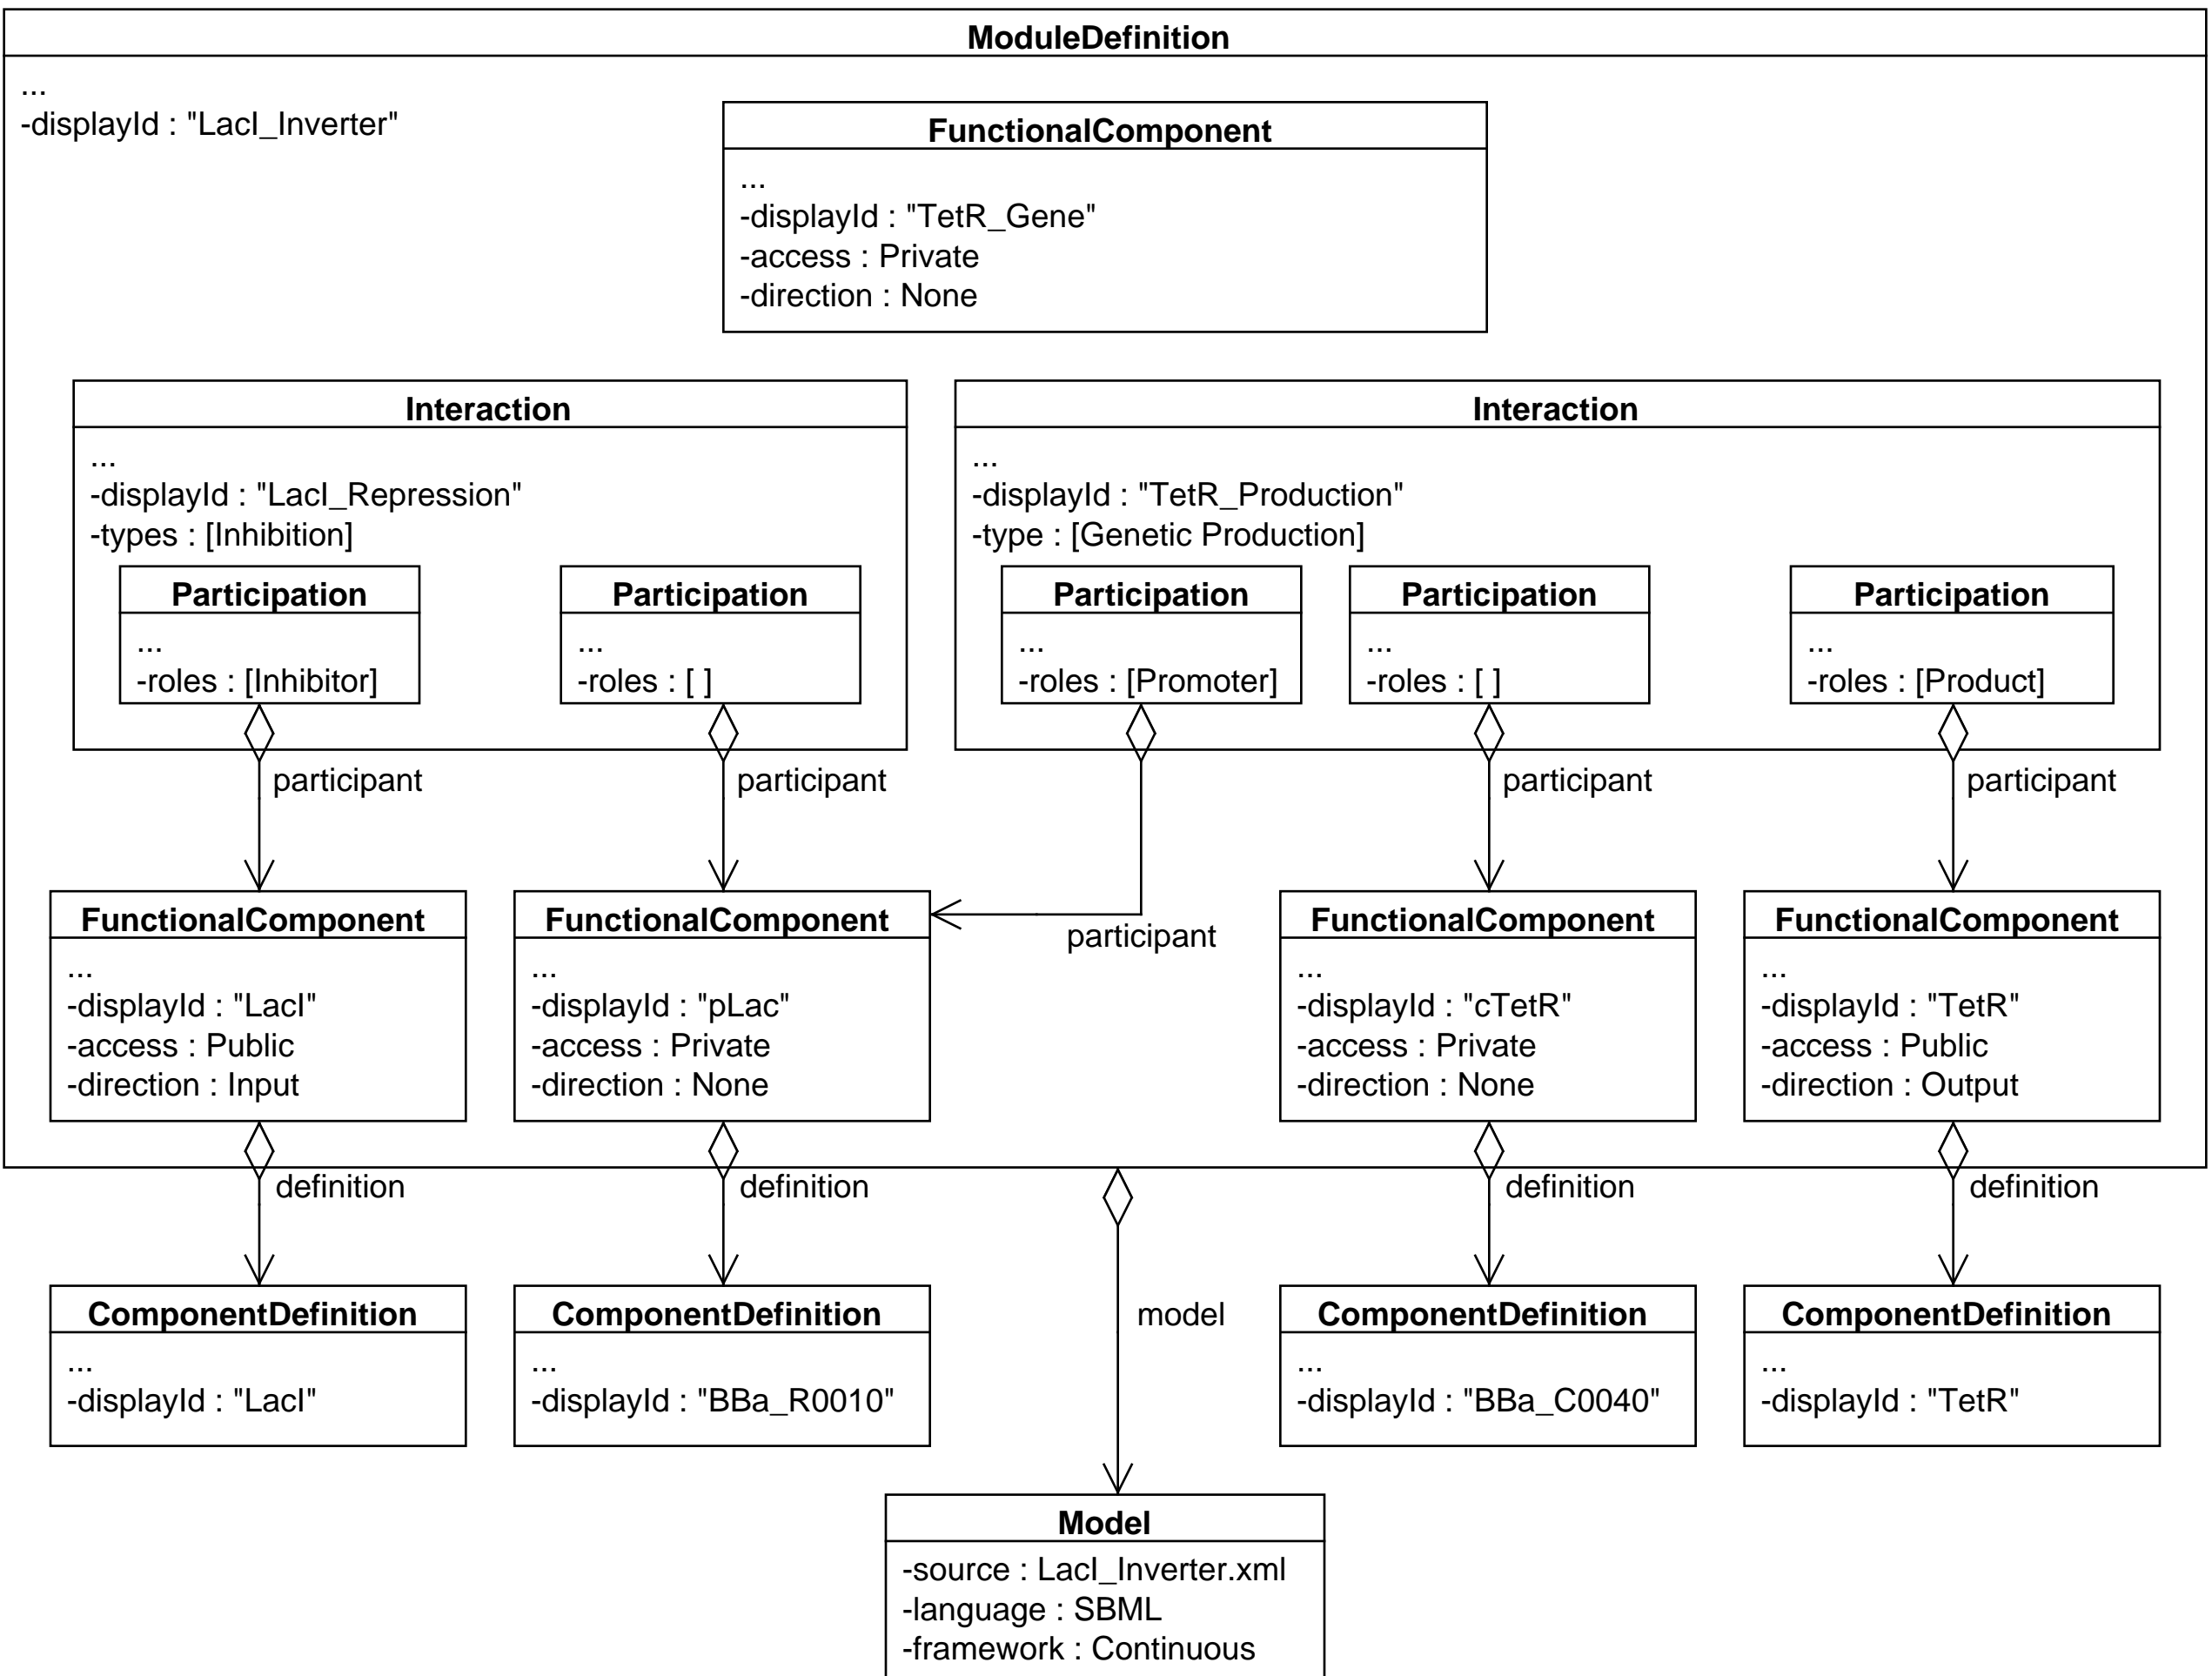 ModuleDefinition
...
-displayId : "LacI_Inverter"
FunctionalComponent
...
-displayId : "TetR_Gene"
-access : Private
-direction : None
Interaction
...
-displayId : "LacI_Repression"
-types : [Inhibition]
Participation
...
-roles : [Inhibitor]
Participation
...
-roles : [ ]
Interaction
...
-displayId : "TetR_Production"
-type : [Genetic Production]
Participation
...
-roles : [Promoter]
Participation
...
-roles : [ ]
Participation
...
-roles : [Product]
participant
participant
participant
participant
participant
FunctionalComponent
...
-displayId : "LacI"
-access : Public
-direction : Input
FunctionalComponent
...
-displayId : "pLac"
-access : Private
-direction : None
FunctionalComponent
...
-displayId : "cTetR"
-access : Private
-direction : None
FunctionalComponent
...
-displayId : "TetR"
-access : Public
-direction : Output
definition
definition
definition
definition
ComponentDefinition
...
-displayId : "LacI"
ComponentDefinition
...
-displayId : "BBa_R0010"
model
ComponentDefinition
...
-displayId : "BBa_C0040"
ComponentDefinition
...
-displayId : "TetR"
Model
-source : LacI_Inverter.xml
-language : SBML
-framework : Continuous